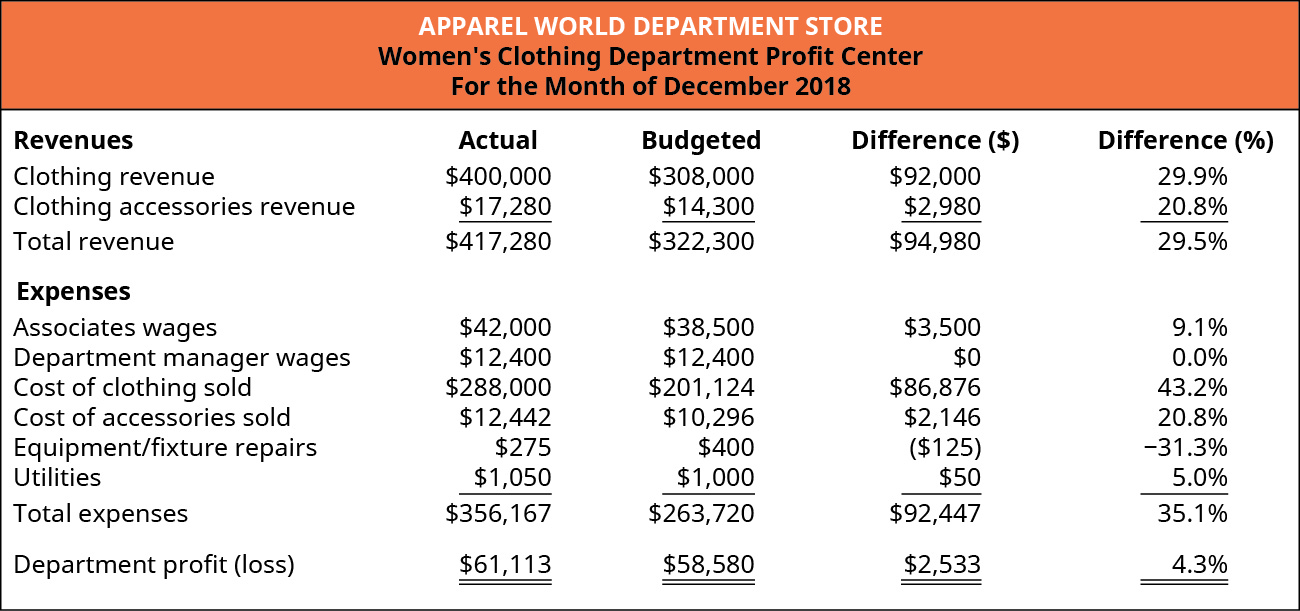 APPAREL WORLD DEPARTMENT STORE
Women's Clothing Department Profit Center
For the Month of December 2018
Revenues Actual Budgeted Difference ($) Difference (%)
Clothing revenue $400,000 $308,000 $92,000 29.9%
Clothing accessories revenue $17,280 $14,300 $2,980 20.8%
Total revenue $417,280 $322,300 $94,980 29.5%
Expenses
Associates wages $42,000 $38,500 $3,500 9.1%
Department manager wages $12,400 $12,400 $0 0.0%
Cost of clothing sold $288,000 $201,124 $86,876 43.2%
Cost of accessories sold $12,442 $10,296 $2,146 20.8%
Equipment/fixture repairs $275 $400 ($125) −31.3%
Utilities $1,050 $1,000 $50 5.0%
Total expenses $356,167 $263,720 $92,447 35.1%
Department profit (loss) $61,113 $58,580 $2,533 4.3%